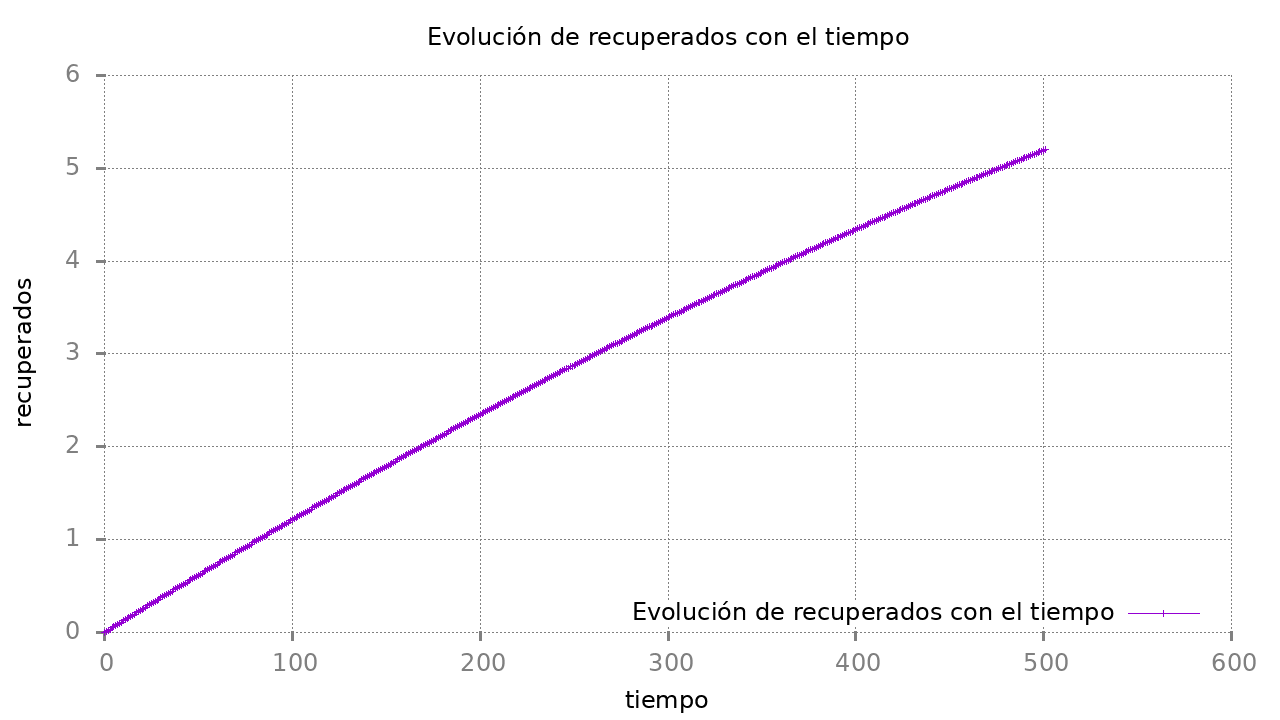 Evolución de recuperados con el tiempo
6
5
4
3
2
1
0
recuperados
Evolución de recuperados con el tiempo
0 100 200 300 400 500 600
tiempo